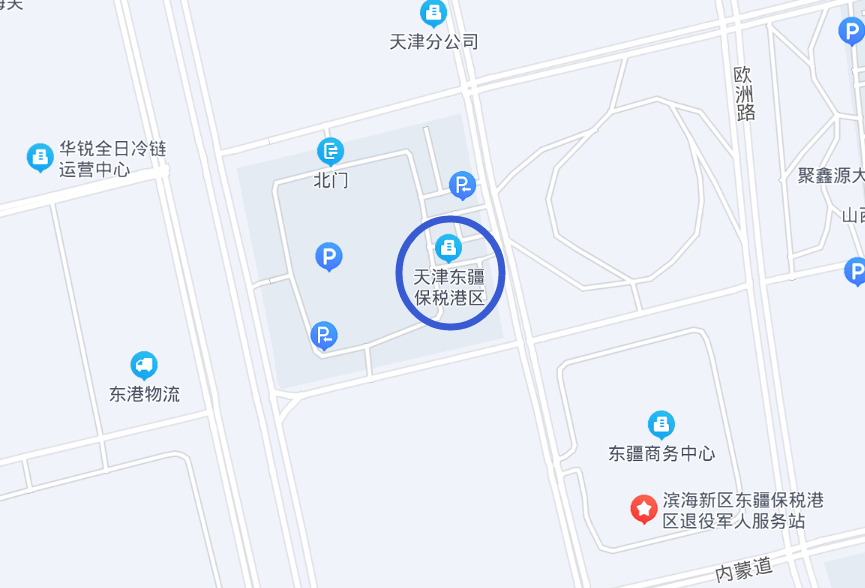 天津分公司
欧洲路
华锐全日冷链
运营中心
北门
P
P
聚鑫源大
P
天津东疆
保税港区
P
P
东港物流
东疆商务中心
滨海新区东疆保税港
区退役军人服务站
内蒙道